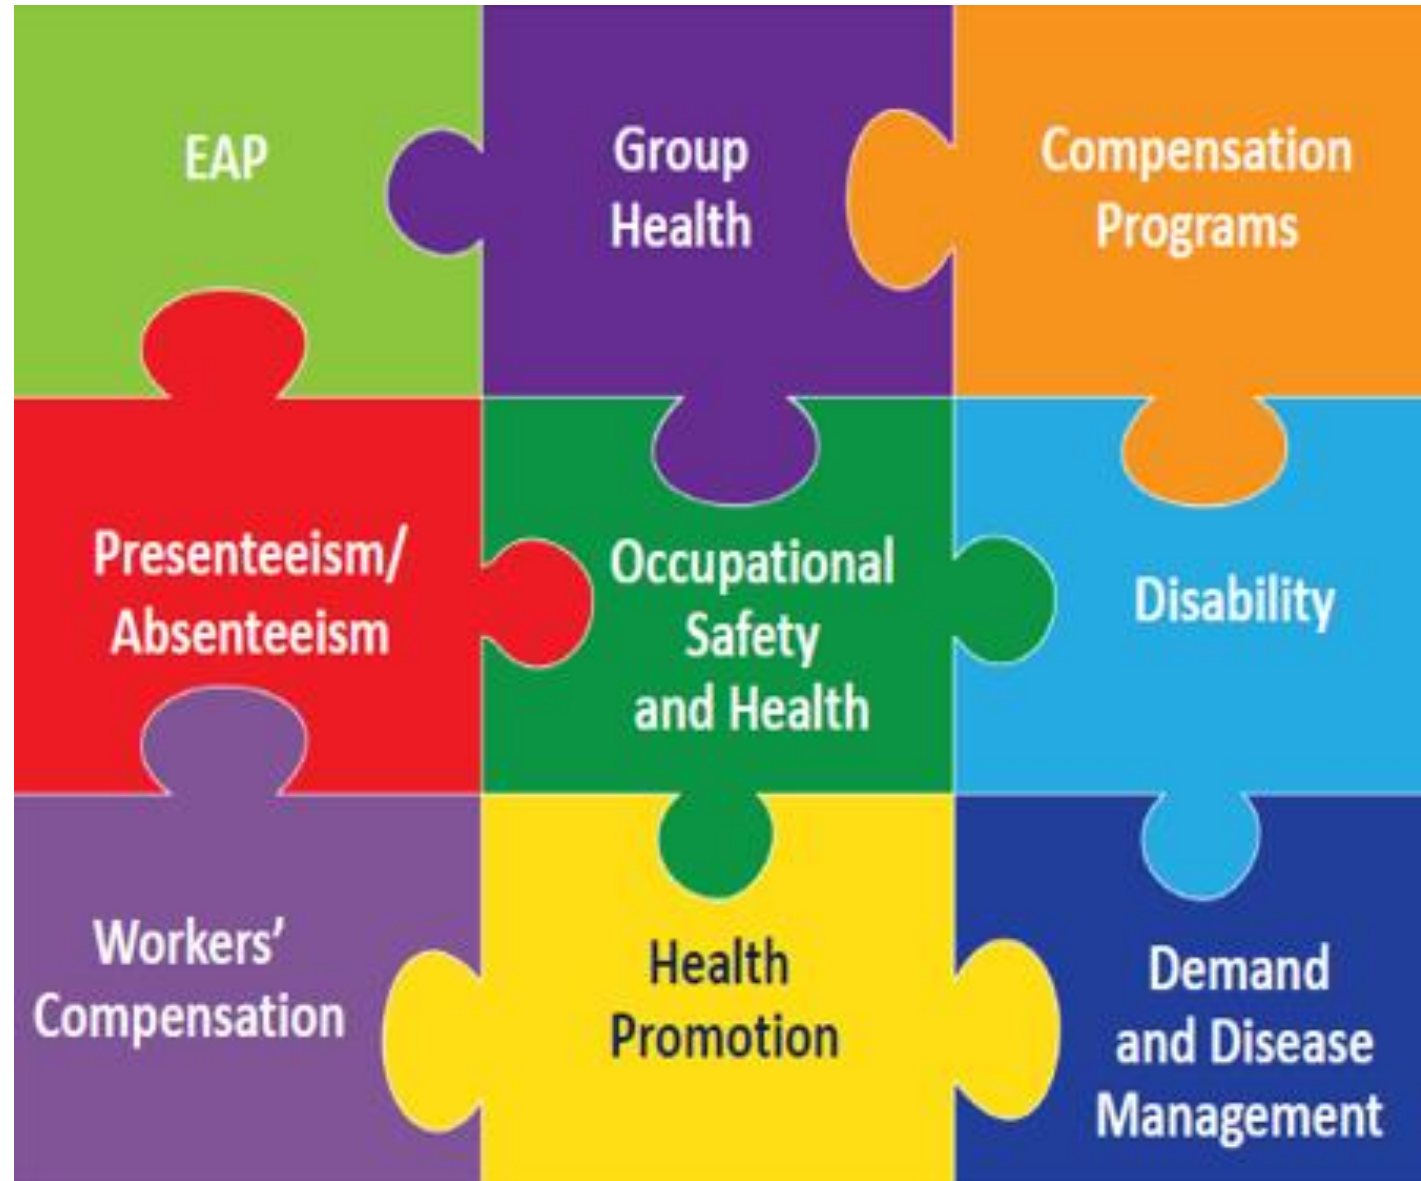 EAP
Group
Health
Compensation
Programs
Presenteeism/
Absenteeism
Occupational
Safety
and Health
Disability
Workers’
Compensation
Health
Promotion
Demand
and Disease
Management